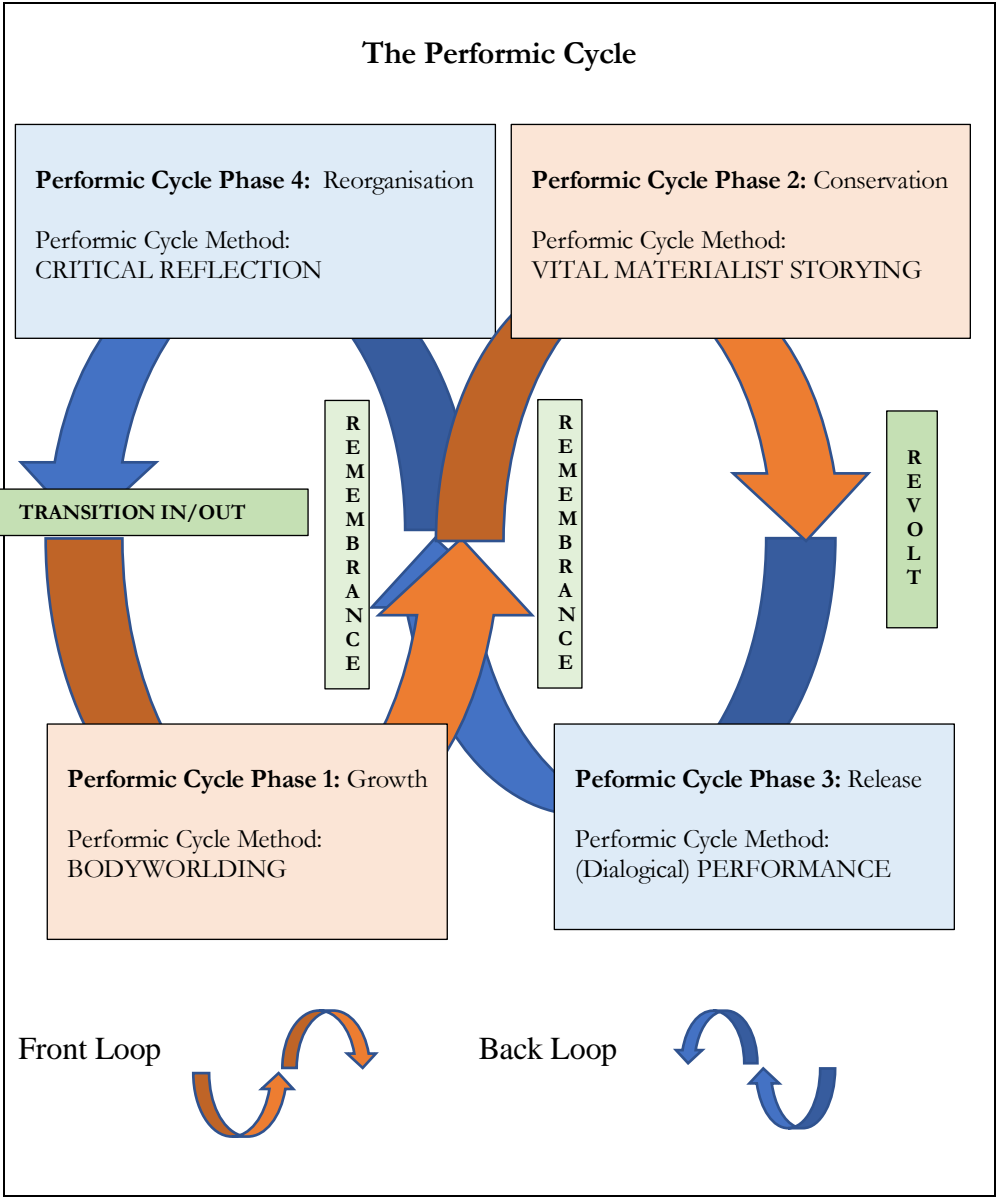 The Performic Cycle
Performic Cycle Phase 4: Reorganisation
Performic Cycle Method:
CRITICAL REFLECTION
Performic Cycle Phase 2: Conservation
Performic Cycle Method:
VITAL MATERIALIST STORYING
REMEMBRANCE
REMEMBRANCE
REVOLT
TRANSITION IN/OUT
Performic Cycle Phase 1: Growth
Performic Cycle Method:
BODYWORLDING
Peformic Cycle Phase 3: Release
Performic Cycle Method:
(Dialogical) PERFORMANCE
Front Loop
Back Loop